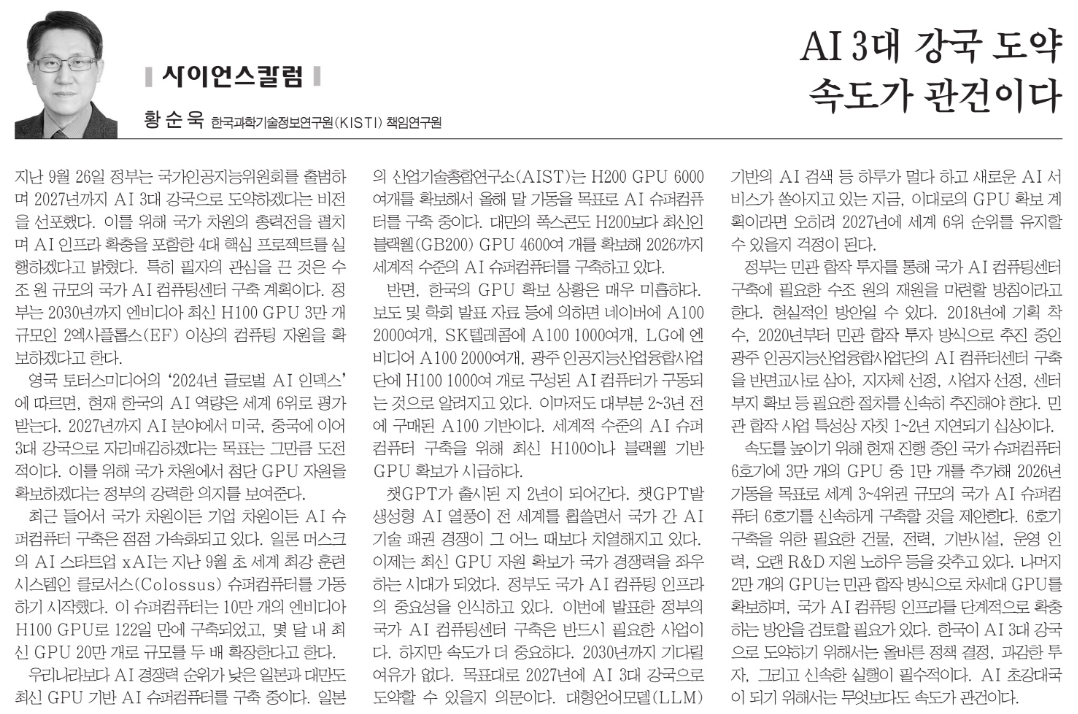 AI 3대 강국 도약
속도가 관건이다
사이언스칼럼
황순욱 한국과학기술정보연구원(KISTI) 책임연구원
지난 9월 26일 정부는 국가인공지능위원회를 출범하
며 2027년까지 AI 3대 강국으로 도약하겠다는 비전
을 선포했다. 이를 위해 국가 차원의 총력전을 펼치
며 AI 인프라 확충을 포함한 4대 핵심 프로젝트를 실
행하겠다고 밝혔다. 특히 필자의 관심을 끈 것은 수
조 원 규모의 국가 AI 컴퓨팅센터 구축 계획이다. 정
부는 2030년까지 엔비디아 최신 H100 GPU 3만 개
규모인 2엑사플롭스(EF) 이상의 컴퓨팅 자원을 확
보하겠다고 한다.
영국 토터스미디어의 ‘2024년 글로벌 AI 인덱스’
에 따르면, 현재 한국의 AI 역량은 세계 6위로 평가
받는다. 2027년까지 AI 분야에서 미국, 중국에 이어
3대 강국으로 자리매김하겠다는 목표는 그만큼 도전
적이다. 이를 위해 국가 차원에서 첨단 GPU 자원을
확보하겠다는 정부의 강력한 의지를 보여준다.
최근 들어서 국가 차원이든 기업 차원이든 AI 슈
퍼컴퓨터 구축은 점점 가속화되고 있다. 일론 머스크
의 AI 스타트업 xAI는 지난 9월 초 세계 최강 훈련
시스템인 클로서스(Colossus) 슈퍼컴퓨터를 가동
하기 시작했다. 이 슈퍼컴퓨터는 10만 개의 엔비디아
H100 GPU로 122일 만에 구축되었고, 몇 달 내 최
신 GPU 20만 개로 규모를 두 배 확장한다고 한다.
우리나라보다 AI 경쟁력 순위가 낮은 일본과 대만도
최신 GPU 기반 AI 슈퍼컴퓨터를 구축 중이다. 일본
의 산업기술총합연구소(AIST)는 H200 GPU 6000
여개를 확보해서 올해 말 가동을 목표로 AI 슈퍼컴퓨
터를 구축 중이다. 대만의 폭스콘도 H200보다 최신인
블랙웰(GB200) GPU 4600여 개를 확보해 2026까지
세계적 수준의 AI 슈퍼컴퓨터를 구축하고 있다.
반면, 한국의 GPU 확보 상황은 매우 미흡하다.
보도 및 학회 발표 자료 등에 의하면 네이버에 A100
2000여개, SK텔레콤에 A100 1000여개, LG에 엔
비디아 A100 2000여개, 광주 인공지능산업융합사업
단에 H100 1000여 개로 구성된 AI 컴퓨터가 구동되
는 것으로 알려지고 있다. 이마저도 대부분 2~3년 전
에 구매된 A100 기반이다. 세계적 수준의 AI 슈퍼
컴퓨터 구축을 위해 최신 H100이나 블랙웰 기반
GPU 확보가 시급하다.
챗GPT가 출시된 지 2년이 되어간다. 챗GPT발
생성형 AI 열풍이 전 세계를 휩쓸면서 국가 간 AI
기술 패권 경쟁이 그 어느 때보다 치열해지고 있다.
이제는 최신 GPU 자원 확보가 국가 경쟁력을 좌우
하는 시대가 되었다. 정부도 국가 AI 컴퓨팅 인프라
의 중요성을 인식하고 있다. 이번에 발표한 정부의
국가 AI 컴퓨팅센터 구축은 반드시 필요한 사업이
다. 하지만 속도가 더 중요하다. 2030년까지 기다릴
여유가 없다. 목표대로 2027년에 AI 3대 강국으로
도약할 수 있을지 의문이다. 대형언어모델(LLM)
기반의 AI 검색 등 하루가 멀다 하고 새로운 AI 서
비스가 쏟아지고 있는 지금, 이대로의 GPU 확보 계
획이라면 오히려 2027년에 세계 6위 순위를 유지할
수 있을지 걱정이 된다.
정부는 민관 합작 투자를 통해 국가 AI 컴퓨팅센터
구축에 필요한 수조 원의 재원을 마련할 방침이라고
한다. 현실적인 방안일 수 있다. 2018년에 기획 착
수, 2020년부터 민관 합작 투자 방식으로 추진 중인
광주 인공지능산업융합사업단의 AI 컴퓨터센터 구축
을 반면교사로 삼아, 지자체 선정, 사업자 선정, 센터
부지 확보 등 필요한 절차를 신속히 추진해야 한다. 민
관 합작 사업 특성상 자칫 1~2년 지연되기 십상이다.
속도를 높이기 위해 현재 진행 중인 국가 슈퍼컴퓨터
6호기에 3만 개의 GPU 중 1만 개를 추가해 2026년
가동을 목표로 세계 3~4위권 규모의 국가 AI 슈퍼컴
퓨터 6호기를 신속하게 구축할 것을 제안한다. 6호기
구축을 위한 필요한 건물, 전력, 기반시설, 운영 인
력, 오랜 R&D 지원 노하우 등을 갖추고 있다. 나머지
2만 개의 GPU는 민관 합작 방식으로 차세대 GPU를
확보하며, 국가 AI 컴퓨팅 인프라를 단계적으로 확충
하는 방안을 검토할 필요가 있다. 한국이 AI 3대 강국
으로 도약하기 위해서는 올바른 정책 결정, 과감한 투
자, 그리고 신속한 실행이 필수적이다. AI 초강대국
이 되기 위해서는 무엇보다도 속도가 관건이다.